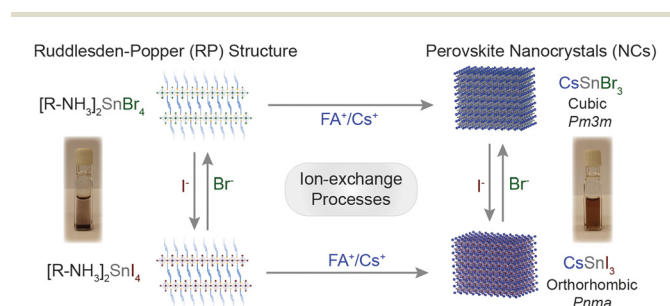 Ruddlesden-Popper (RP) Structure
Perovskite Nanocrystals (NCs)
[R-NH₃]₂SnBr₄
FA⁺/Cs⁺
CsSnBr₃
Cubic
Pm3m
I⁻
Br⁻
Ion-exchange
Processes
I⁻
Br⁻
[R-NH₃]₂SnI₄
FA⁺/Cs⁺
CsSnI₃
Orthorhombic
Pnma